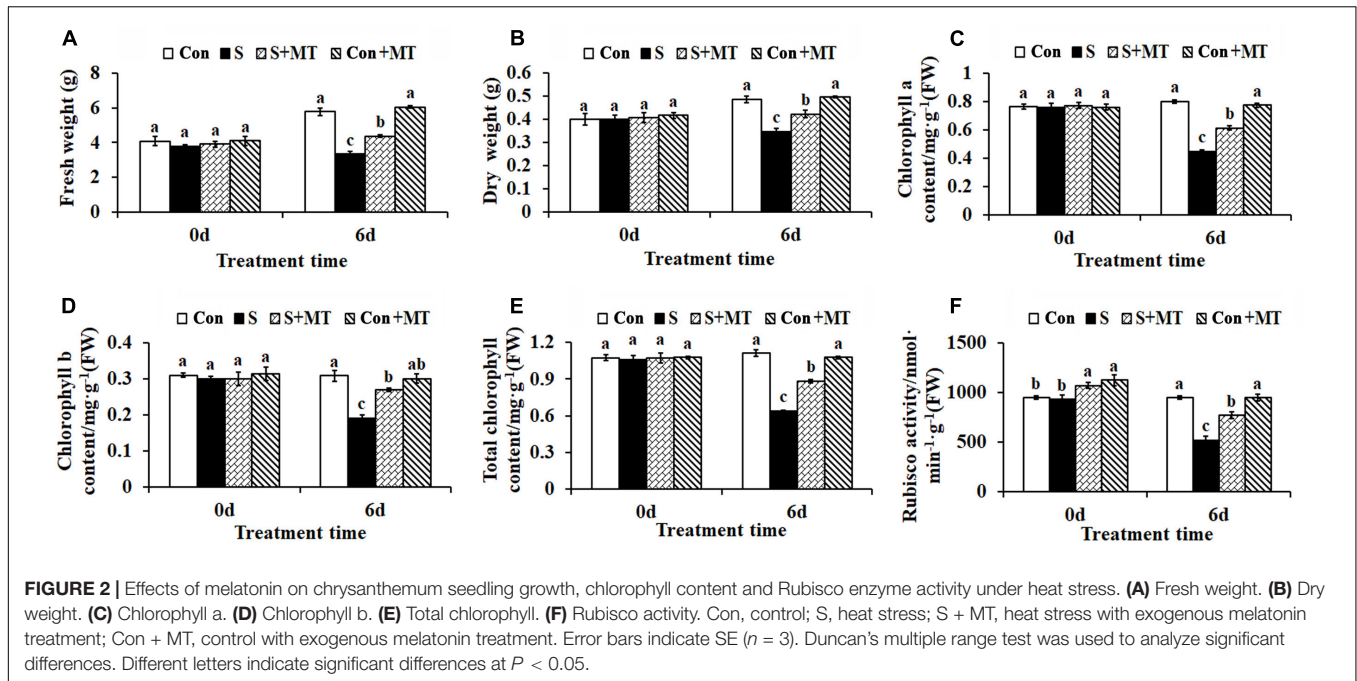 A
Con S S+MT Con+MT
Fresh weight (g)
8
6
4
2
0
a a a a a c b a
0d 6d
Treatment time
B
Con S S+MT Con+MT
Dry weight (g)
0.6
0.5
0.4
0.3
0.2
0.1
0
a a a a a c b a
0d 6d
Treatment time
C
Con S S+MT Con+MT
Chlorophyll a
content/mg·g⁻¹(FW)
1
0.8
0.6
0.4
0.2
0
a a a a a c b a
0d 6d
Treatment time
D
Con S S+MT Con+MT
Chlorophyll b
content/mg·g⁻¹(FW)
0.4
0.3
0.2
0.1
0
a a a a a c b ab
0d 6d
Treatment time
E
Con S S+MT Con+MT
Total chlorophyll
content/mg·g⁻¹(FW)
1.2
0.9
0.6
0.3
0
a a a a a c b a
0d 6d
Treatment time
F
Con S S+MT Con+MT
Rubisco activity/nmol·
min⁻¹·g⁻¹(FW)
1500
1000
500
0
b b a a a c b a
0d 6d
Treatment time
FIGURE 2 | Effects of melatonin on chrysanthemum seedling growth, chlorophyll content and Rubisco enzyme activity under heat stress. (A) Fresh weight. (B) Dry
weight. (C) Chlorophyll a. (D) Chlorophyll b. (E) Total chlorophyll. (F) Rubisco activity. Con, control; S, heat stress; S + MT, heat stress with exogenous melatonin
treatment; Con + MT, control with exogenous melatonin treatment. Error bars indicate SE (n = 3). Duncan's multiple range test was used to analyze significant
differences. Different letters indicate significant differences at P < 0.05.